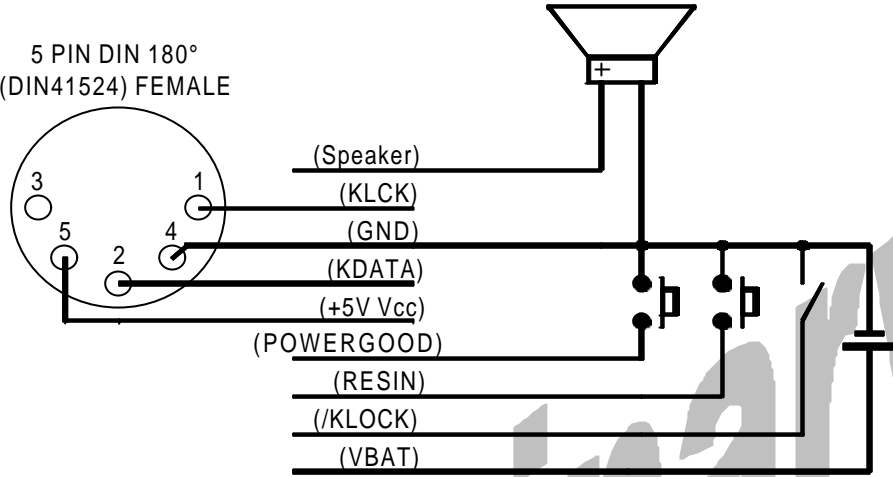 5 PIN DIN 180°
(DIN41524) FEMALE
+
(Speaker)
3
1
(KLCK)
5
4
(GND)
2
(KDATA)
(+5V Vcc)
(POWERGOOD)
(RESIN)
(/KLOCK)
(VBAT)